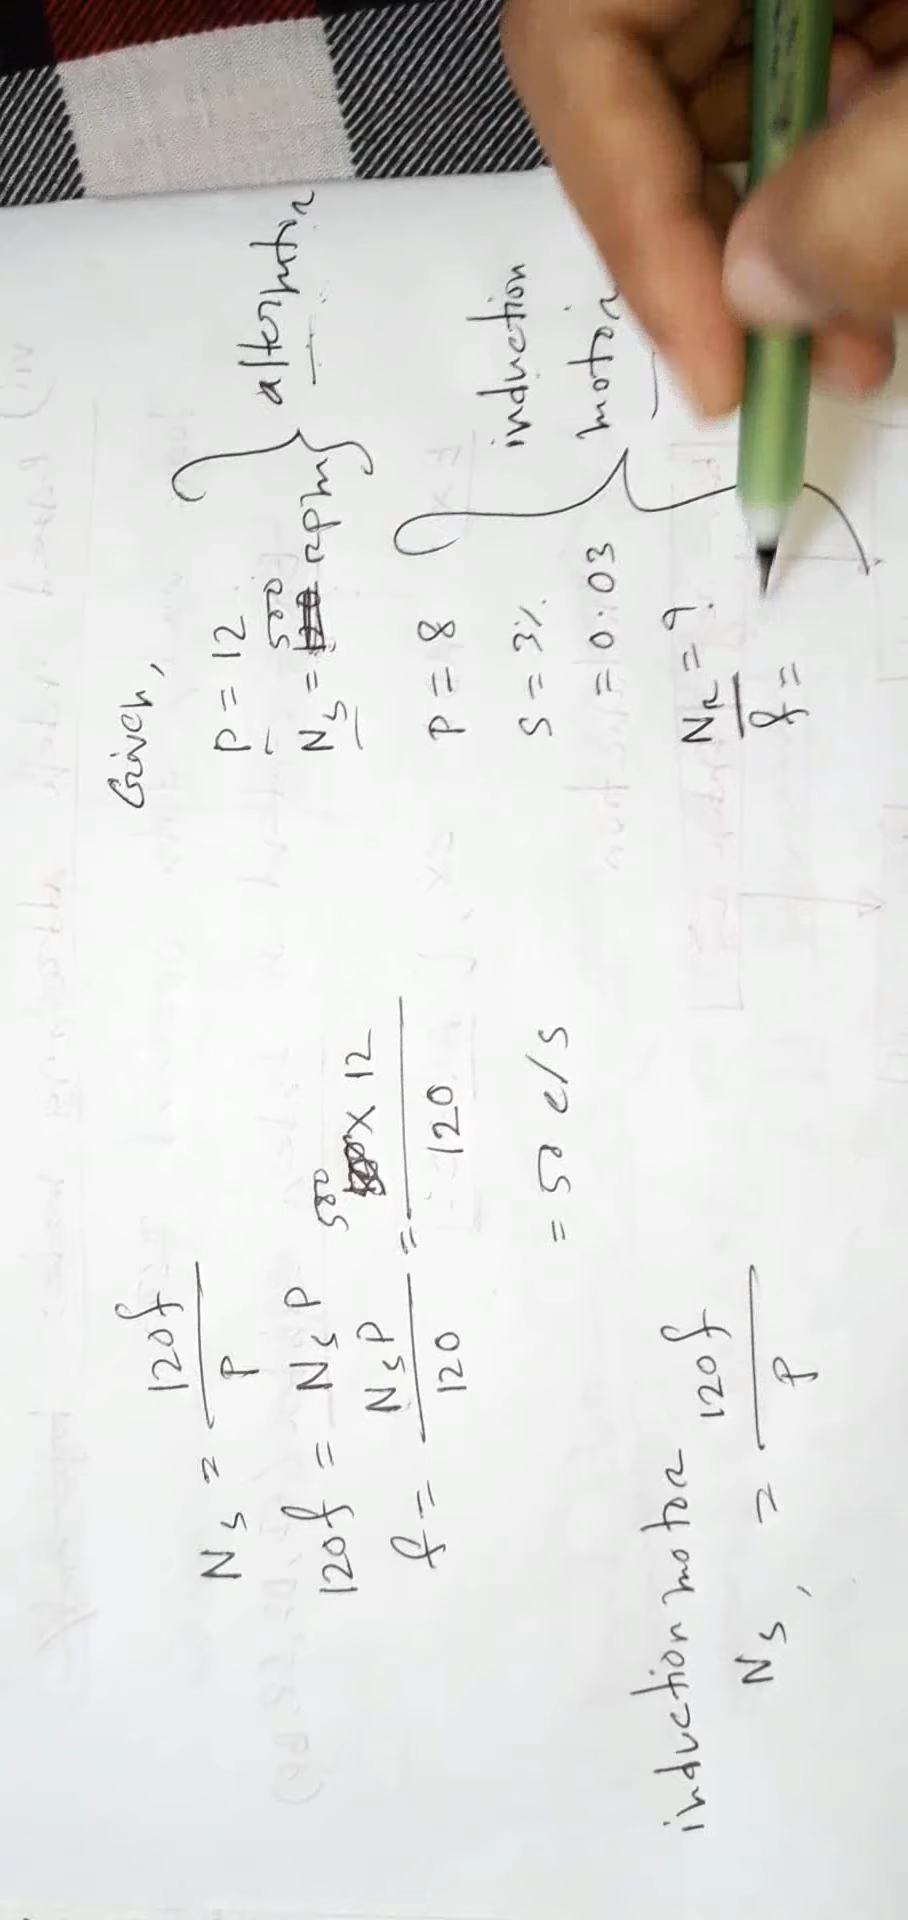 Given,
P = 12
Ns = 500 rpm
alternator
P = 8
S = 3%
= 0.03
induction
motor
NR = ?
f =
Ns = 120f / P
120f = Ns P
f = Ns P / 120 = 500 × 12 / 120
= 50 c/s
induction motor
Ns, = 120f / P